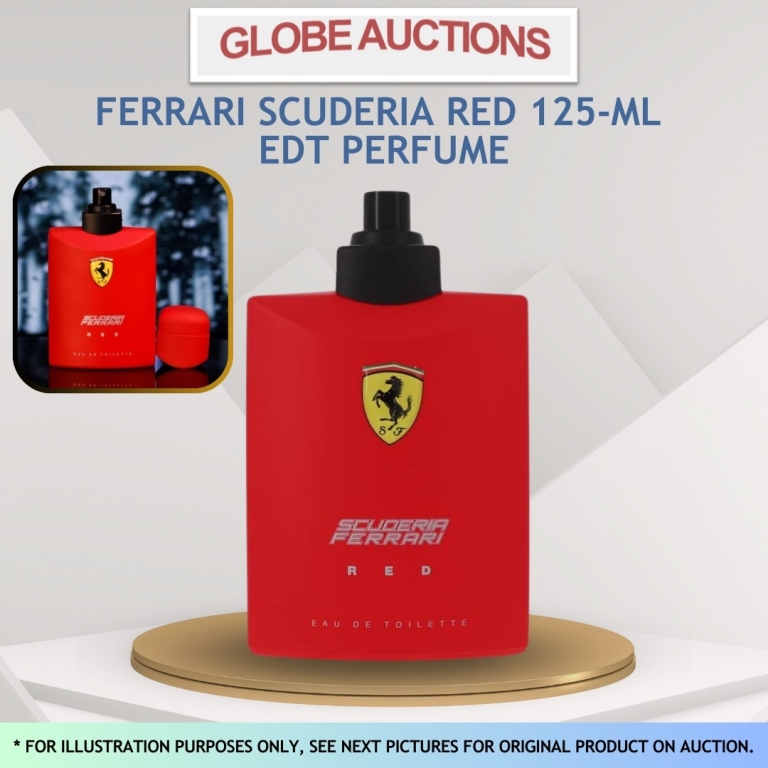 GLOBE AUCTIONS
FERRARI SCUDERIA RED 125-ML
EDT PERFUME
SCUDERIA
FERRARI
RED
EAU DE TOILETTE
S F
SCUDERIA
FERRARI
RED
EAU DE TOILETTE
* FOR ILLUSTRATION PURPOSES ONLY, SEE NEXT PICTURES FOR ORIGINAL PRODUCT ON AUCTION.